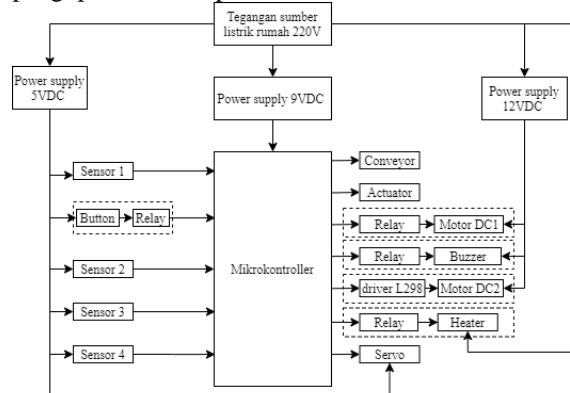 Tegangan sumber
listrik rumah 220V
Power supply
5VDC
Power supply 9VDC
Power supply
12VDC
Sensor 1
Button
Relay
Sensor 2
Sensor 3
Sensor 4
Mikrokontroller
Conveyor
Actuator
Relay
Motor DC1
Relay
Buzzer
driver L298
Motor DC2
Relay
Heater
Servo